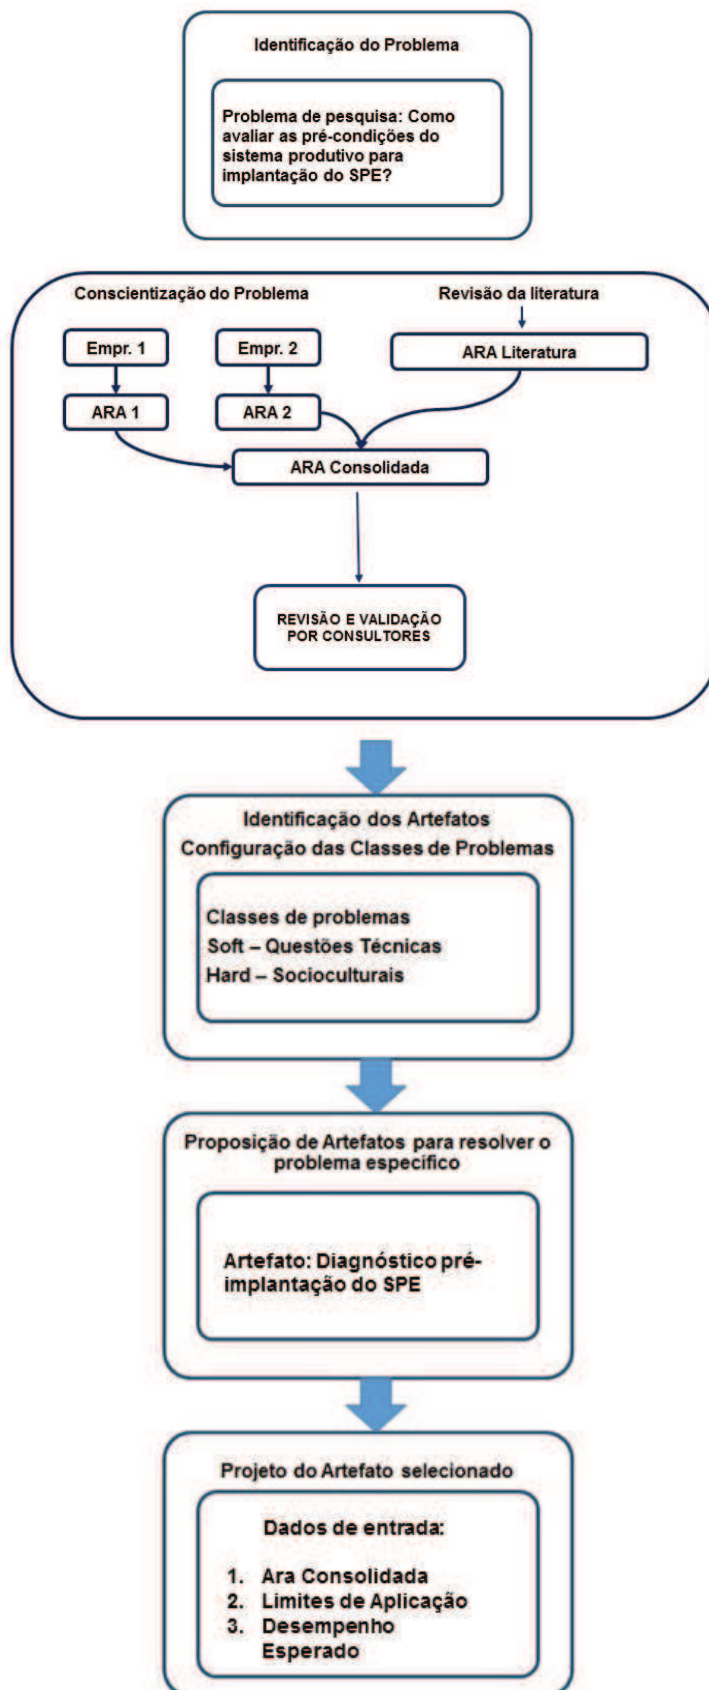 Identificação do Problema
Problema de pesquisa: Como
avaliar as pré-condições do
sistema produtivo para
implantação do SPE?
Conscientização do Problema
Revisão da literatura
Empr. 1
Empr. 2
ARA Literatura
ARA 1
ARA 2
ARA Consolidada
REVISÃO E VALIDAÇÃO
POR CONSULTORES
Identificação dos Artefatos
Configuração das Classes de Problemas
Classes de problemas
Soft – Questões Técnicas
Hard – Socioculturais
Proposição de Artefatos para resolver o
problema específico
Artefato: Diagnóstico pré-
implantação do SPE
Projeto do Artefato selecionado
Dados de entrada:
1. Ara Consolidada
2. Limites de Aplicação
3. Desempenho
Esperado